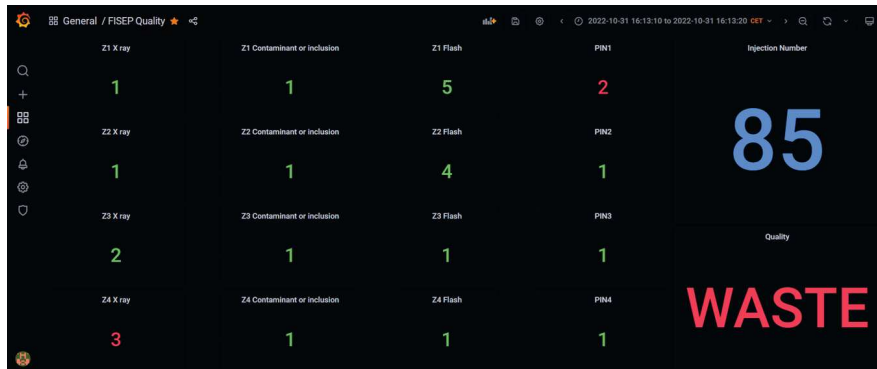 General / FISEP Quality
2022-10-31 16:13:10 to 2022-10-31 16:13:20 CET
Z1 X ray
Z1 Contaminant or inclusion
Z1 Flash
PIN1
Injection Number
1
1
5
2
85
Z2 X ray
Z2 Contaminant or inclusion
Z2 Flash
PIN2
1
1
4
1
Z3 X ray
Z3 Contaminant or inclusion
Z3 Flash
PIN3
Quality
2
1
1
1
WASTE
Z4 X ray
Z4 Contaminant or inclusion
Z4 Flash
PIN4
3
1
1
1